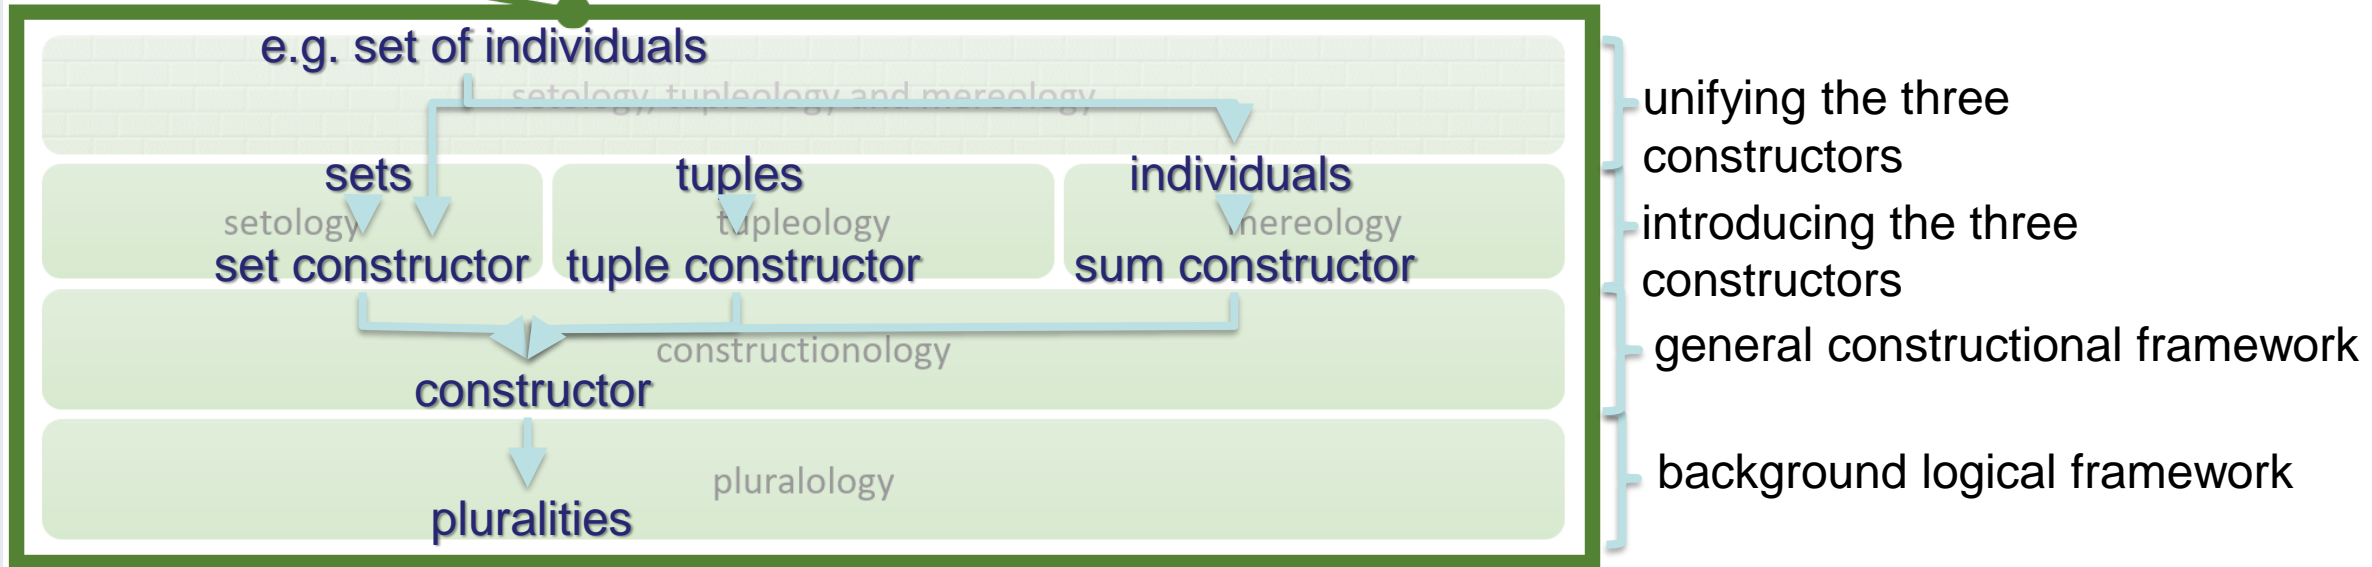 e.g. set of individuals
setology, tupleology and mereology
unifying the three
constructors
sets
tuples
individuals
setology
tupleology
mereology
introducing the three
constructors
set constructor
tuple constructor
sum constructor
constructionology
general constructional framework
constructor
pluralology
background logical framework
pluralities